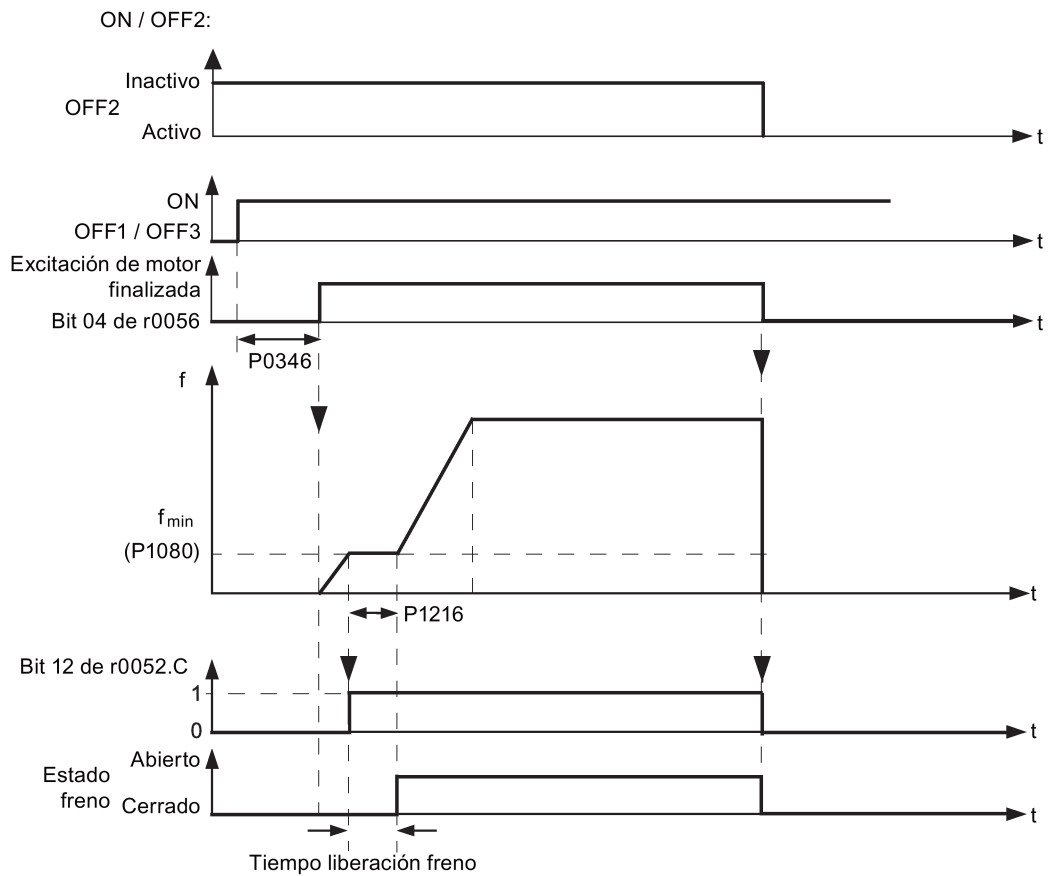 ON / OFF2:
Inactivo
OFF2
Activo
t
ON
OFF1 / OFF3
t
Excitación de motor
finalizada
Bit 04 de r0056
t
P0346
f
fmin
(P1080)
t
P1216
Bit 12 de r0052.C
1
0
t
Abierto
Estado
freno
Cerrado
t
Tiempo liberación freno